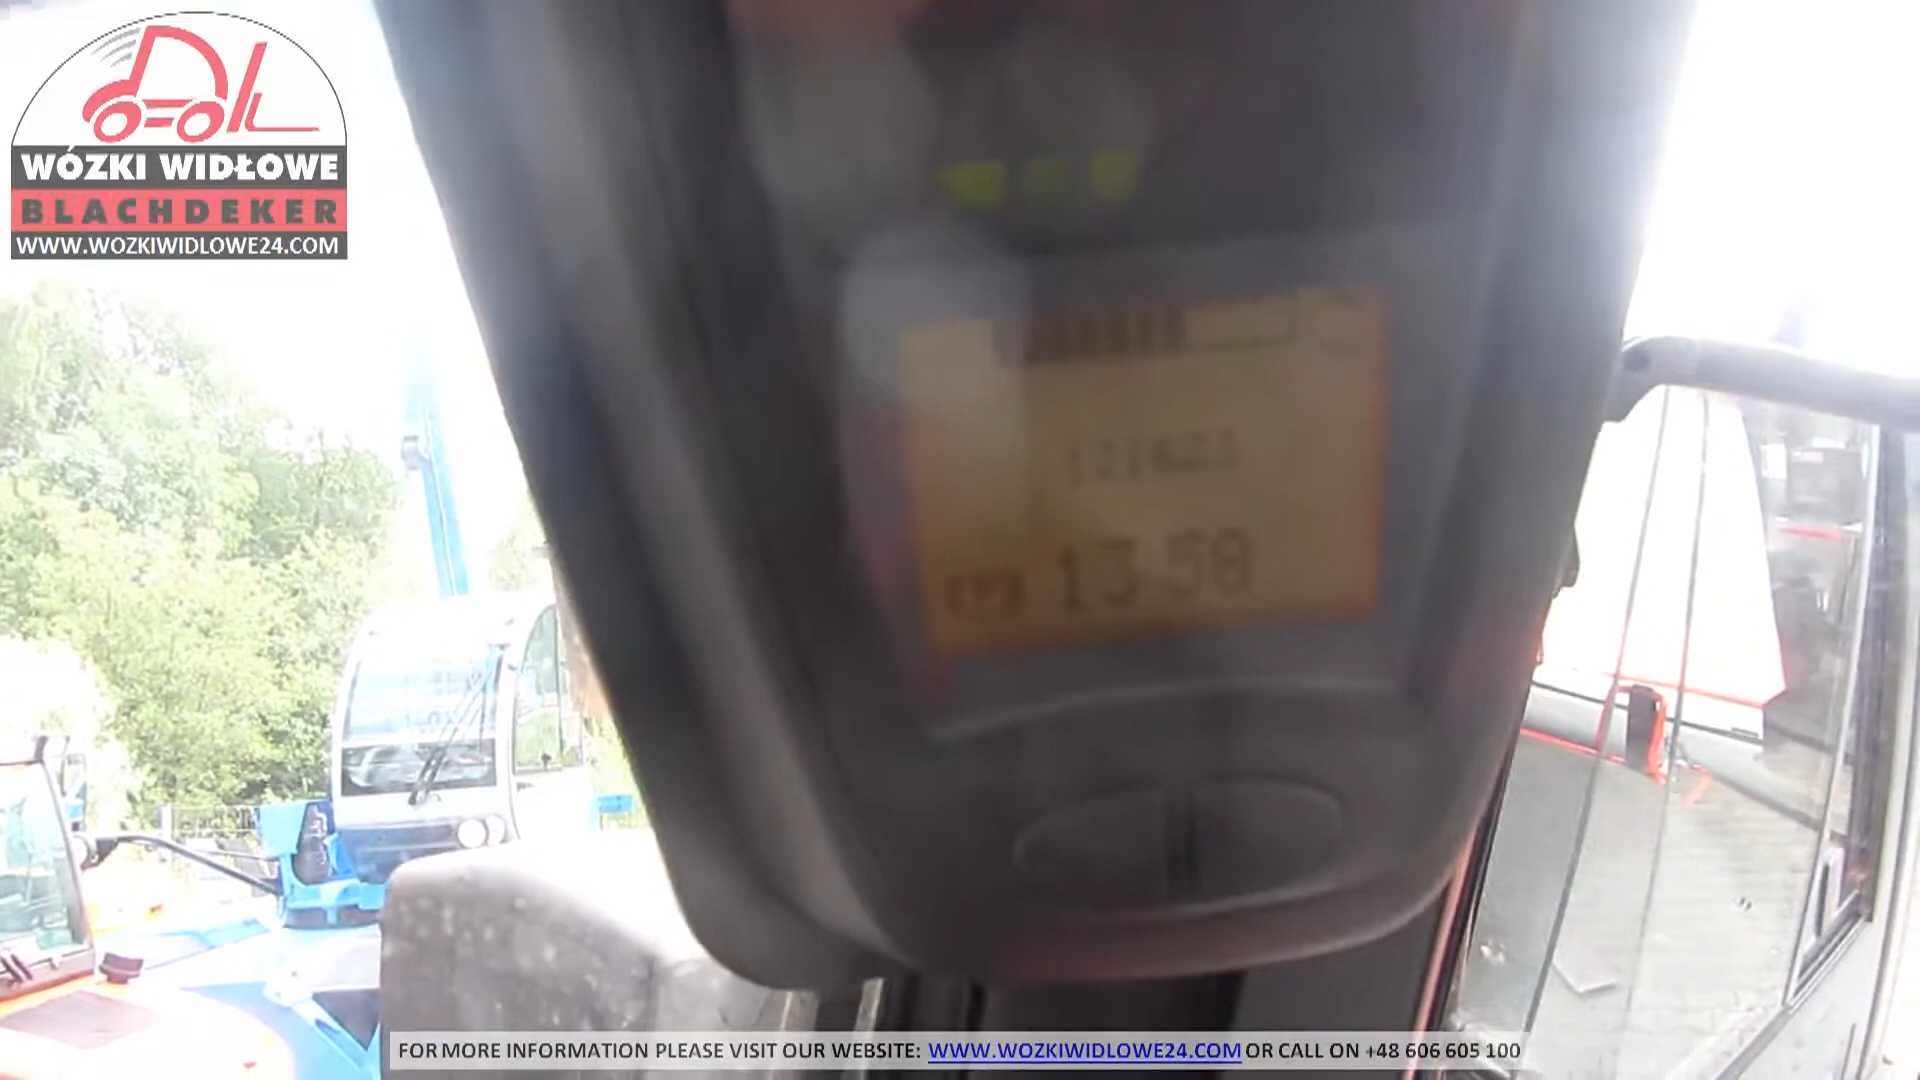 WÓZKI WIDŁOWE
BLACHDEKER
WWW.WOZKIWIDLOWE24.COM
13 58
FOR MORE INFORMATION PLEASE VISIT OUR WEBSITE: WWW.WOZKIWIDLOWE24.COM OR CALL ON +48 606 605 100